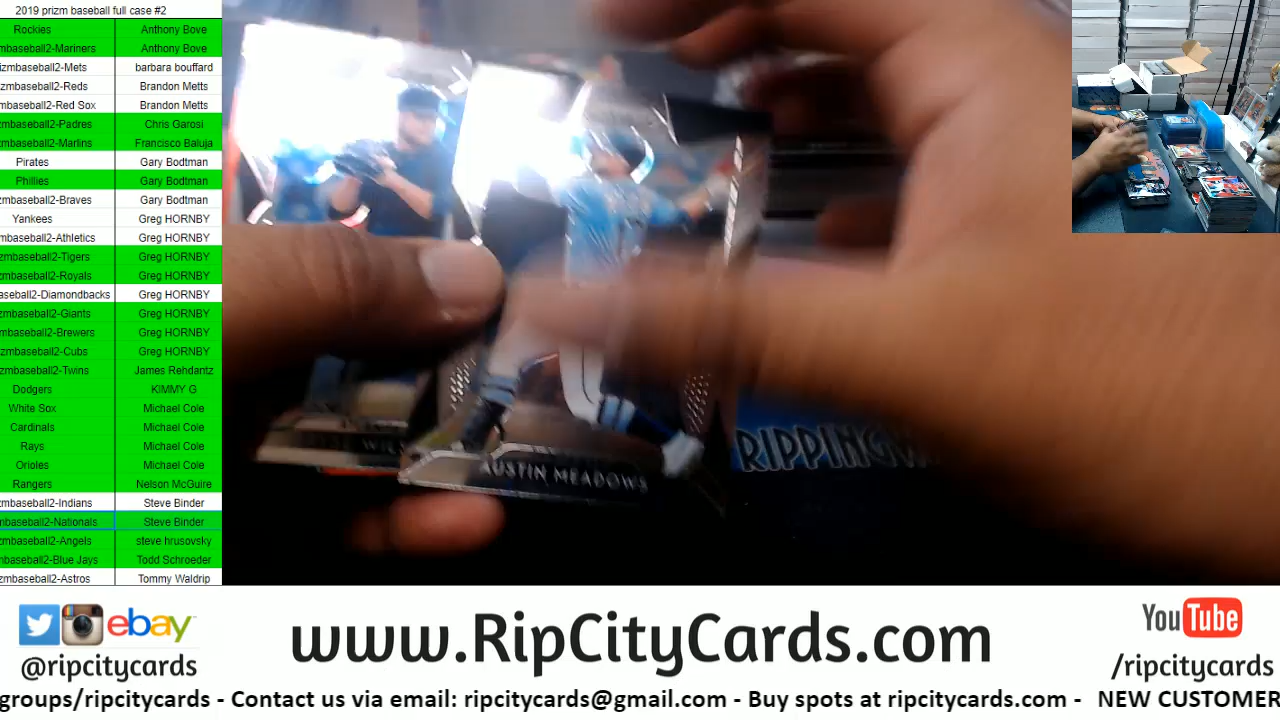 2019 prizm baseball full case #2
Rockies Anthony Bove
mbaseball2-Mariners Anthony Bove
izmbaseball2-Mets barbara bouffard
zmbaseball2-Reds Brandon Metts
zmbaseball2-Red Sox Brandon Metts
mbaseball2-Padres Chris Garosi
mbaseball2-Marlins Francisco Baluja
Pirates Gary Bodtman
Phillies Gary Bodtman
zmbaseball2-Braves Gary Bodtman
Yankees Greg HORNBY
mbaseball2-Athletics Greg HORNBY
zmbaseball2-Tigers Greg HORNBY
zmbaseball2-Royals Greg HORNBY
aseball2-Diamondbacks Greg HORNBY
zmbaseball2-Giants Greg HORNBY
mbaseball2-Brewers Greg HORNBY
zmbaseball2-Cubs Greg HORNBY
zmbaseball2-Twins James Rehdantz
Dodgers KIMMY G
White Sox Michael Cole
Cardinals Michael Cole
Rays Michael Cole
Orioles Michael Cole
Rangers Nelson McGuire
zmbaseball2-Indians Steve Binder
mbaseball2-Nationals Steve Binder
zmbaseball2-Angels steve hrusovsky
mbaseball2-Blue Jays Todd Schroeder
zmbaseball2-Astros Tommy Waldrip
AUSTIN MEADOWS
RIPPING
ebay
@ripcitycards
www.RipCityCards.com
YouTube
/ripcitycards
groups/ripcitycards - Contact us via email: ripcitycards@gmail.com - Buy spots at ripcitycards.com - NEW CUSTOMER